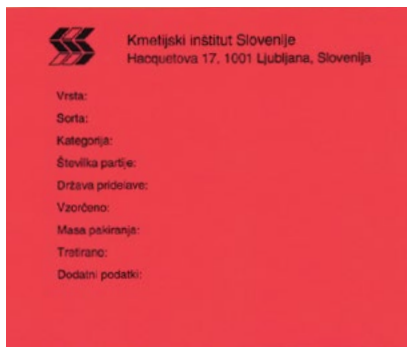 Kmetijski inštitut Slovenije
Hacquetova 17, 1001 Ljubljana, Slovenija
Vrsta:
Sorta:
Kategorija:
Številka partije:
Država pridelave:
Vzorčeno:
Masa pakiranja:
Tretirano:
Dodatni podatki: